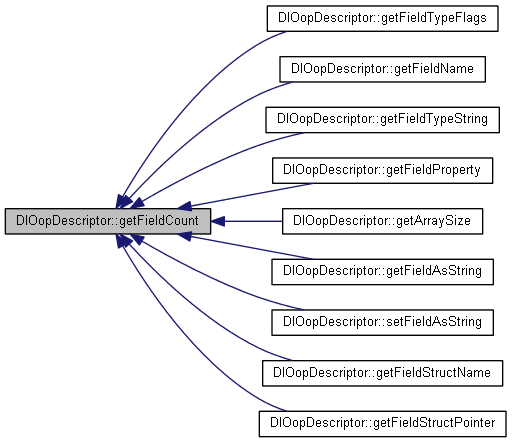 DIOopDescriptor::getFieldTypeFlags
DIOopDescriptor::getFieldName
DIOopDescriptor::getFieldTypeString
DIOopDescriptor::getFieldProperty
DIOopDescriptor::getFieldCount
DIOopDescriptor::getArraySize
DIOopDescriptor::getFieldAsString
DIOopDescriptor::setFieldAsString
DIOopDescriptor::getFieldStructName
DIOopDescriptor::getFieldStructPointer